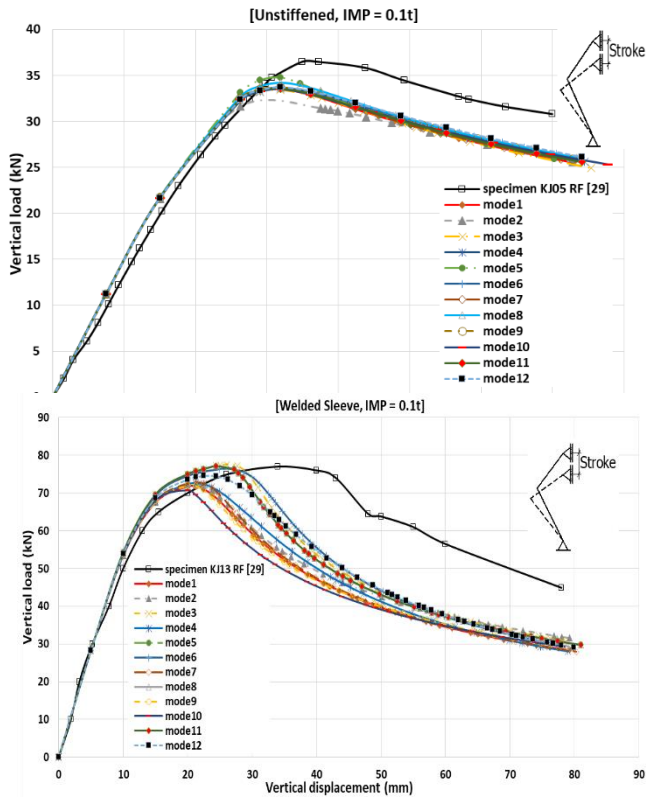 [Unstiffened, IMP = 0.1t]
40
35
30
25
20
15
10
5
Vertical load (kN)
Stroke
specimen KJ05 RF [29]
mode1
mode2
mode3
mode4
mode5
mode6
mode7
mode8
mode9
mode10
mode11
mode12
[Welded Sleeve, IMP = 0.1t]
90
80
70
60
50
40
30
20
10
0
Vertical load (kN)
Stroke
specimen KJ13 RF [29]
mode1
mode2
mode3
mode4
mode5
mode6
mode7
mode8
mode9
mode10
mode11
mode12
0 10 20 30 40 50 60 70 80 90
Vertical displacement (mm)